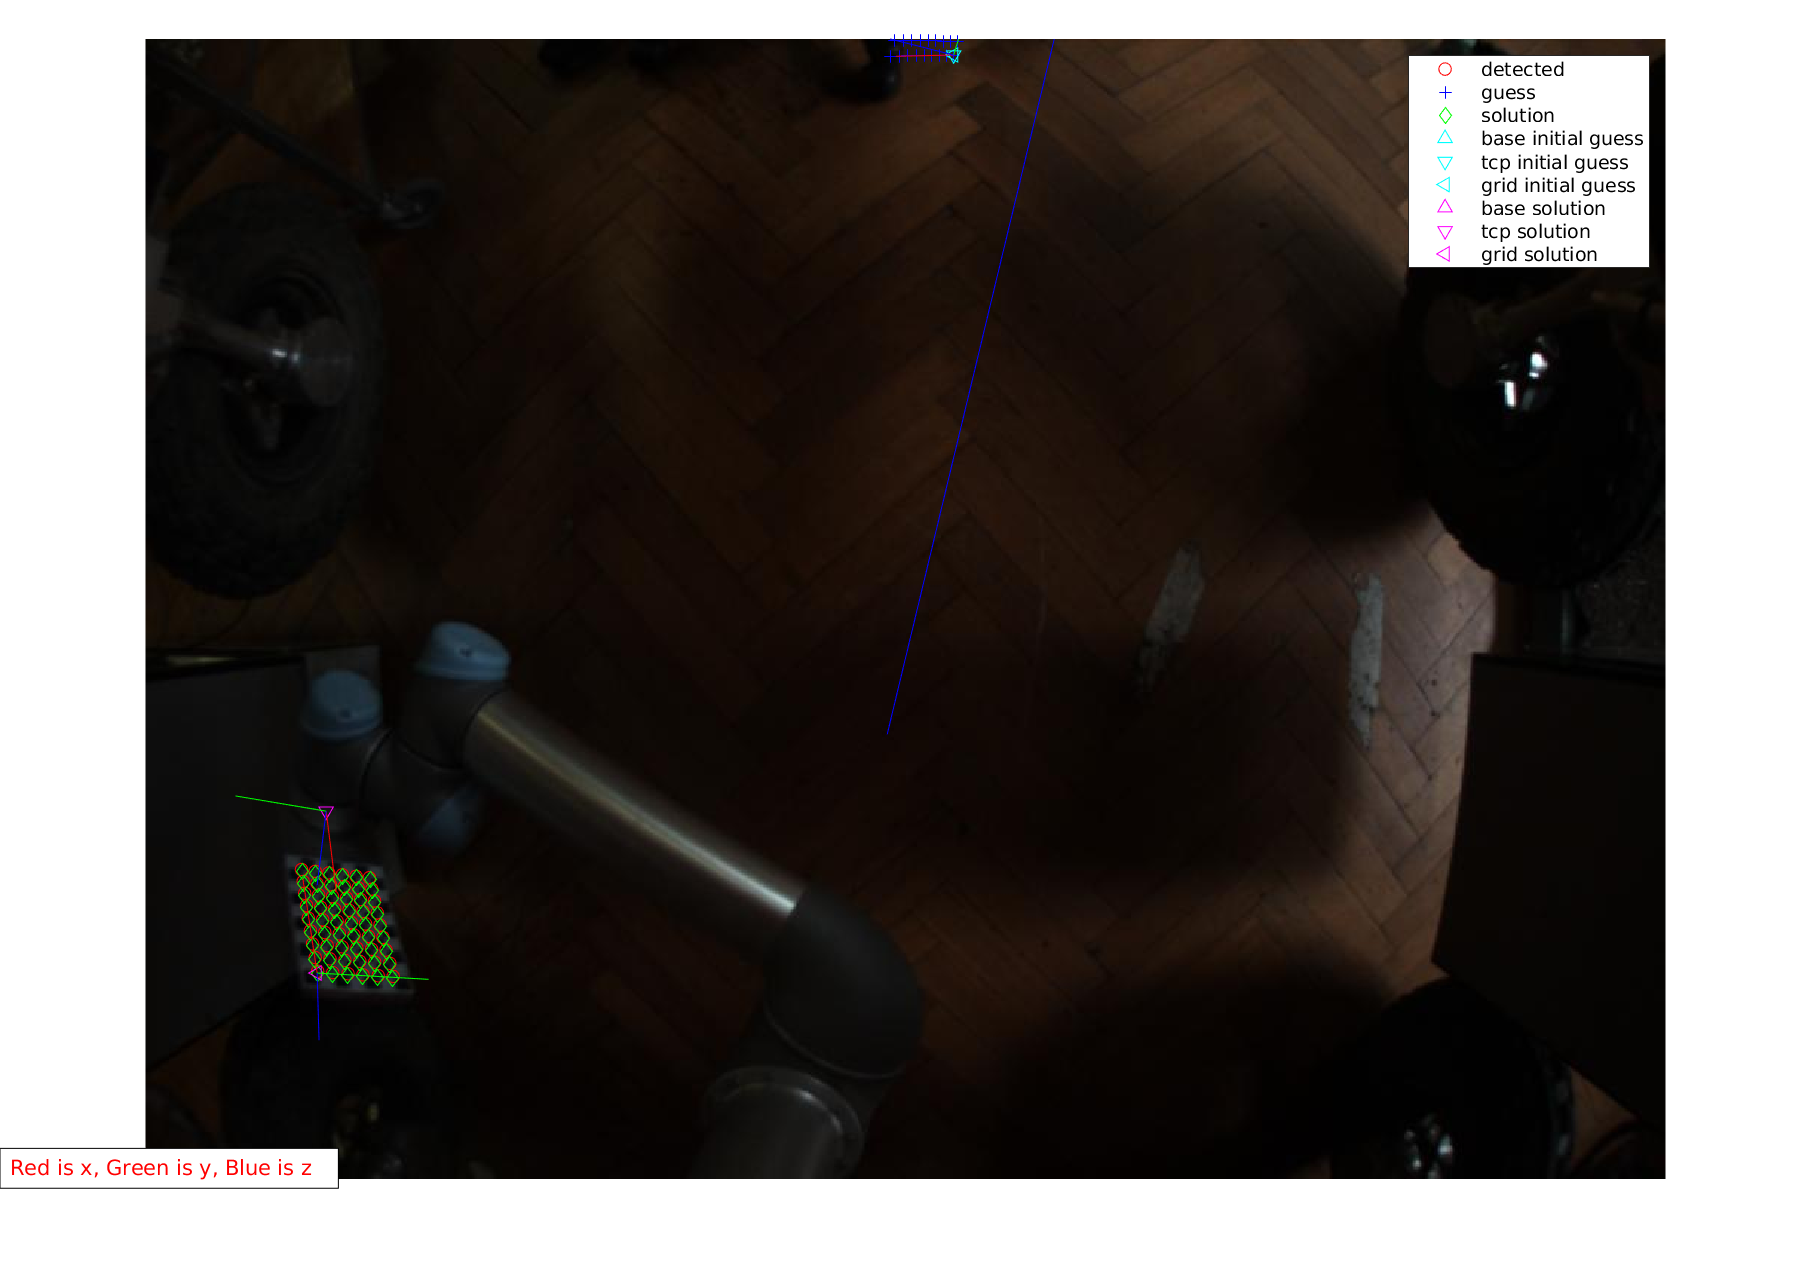 detected
guess
solution
base initial guess
tcp initial guess
grid initial guess
base solution
tcp solution
grid solution
Red is x, Green is y, Blue is z